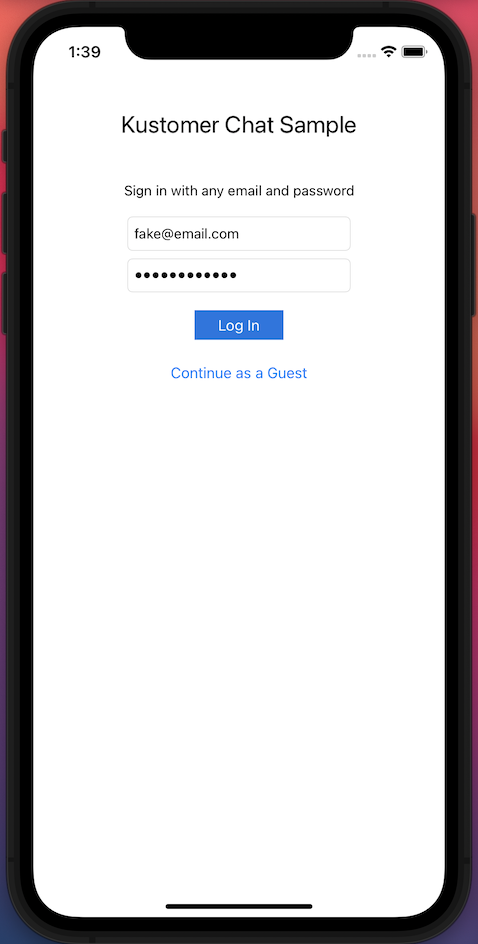 1:39
Kustomer Chat Sample
Sign in with any email and password
fake@email.com
••••••••••••
Log In
Continue as a Guest